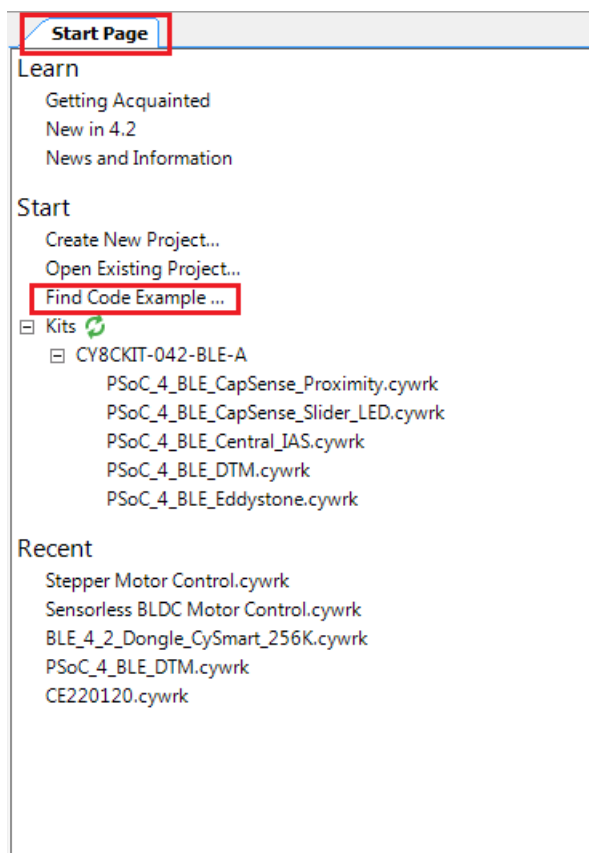 Start Page
Learn
Getting Acquainted
New in 4.2
News and Information
Start
Create New Project...
Open Existing Project...
Find Code Example ...
Kits
CY8CKIT-042-BLE-A
PSoC_4_BLE_CapSense_Proximity.cywrk
PSoC_4_BLE_CapSense_Slider_LED.cywrk
PSoC_4_BLE_Central_IAS.cywrk
PSoC_4_BLE_DTM.cywrk
PSoC_4_BLE_Eddystone.cywrk
Recent
Stepper Motor Control.cywrk
Sensorless BLDC Motor Control.cywrk
BLE_4_2_Dongle_CySmart_256K.cywrk
PSoC_4_BLE_DTM.cywrk
CE220120.cywrk